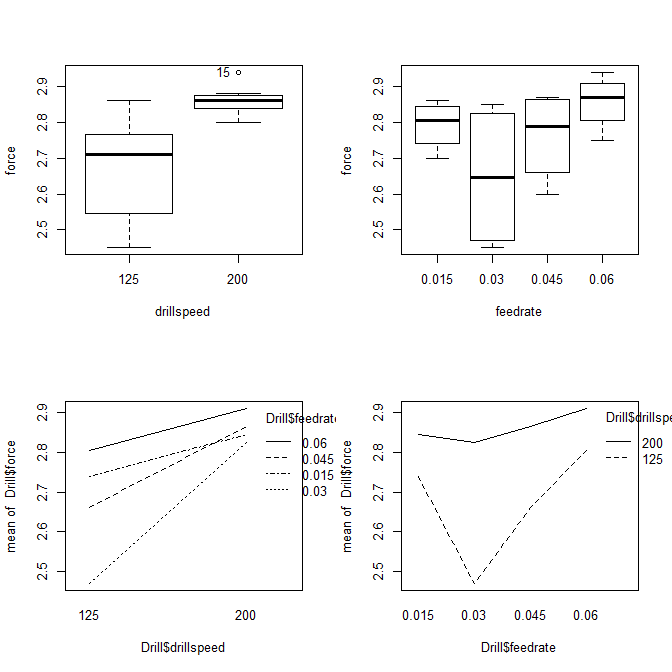 force
2.5 2.6 2.7 2.8 2.9
15
125 200
drillspeed
force
2.5 2.6 2.7 2.8 2.9
0.015 0.03 0.045 0.06
feedrate
mean of Drill$force
2.5 2.6 2.7 2.8 2.9
Drill$feedrate
0.06
0.045
0.015
0.03
125 200
Drill$drillspeed
mean of Drill$force
2.5 2.6 2.7 2.8 2.9
Drill$drillspe
200
125
0.015 0.03 0.045 0.06
Drill$feedrate